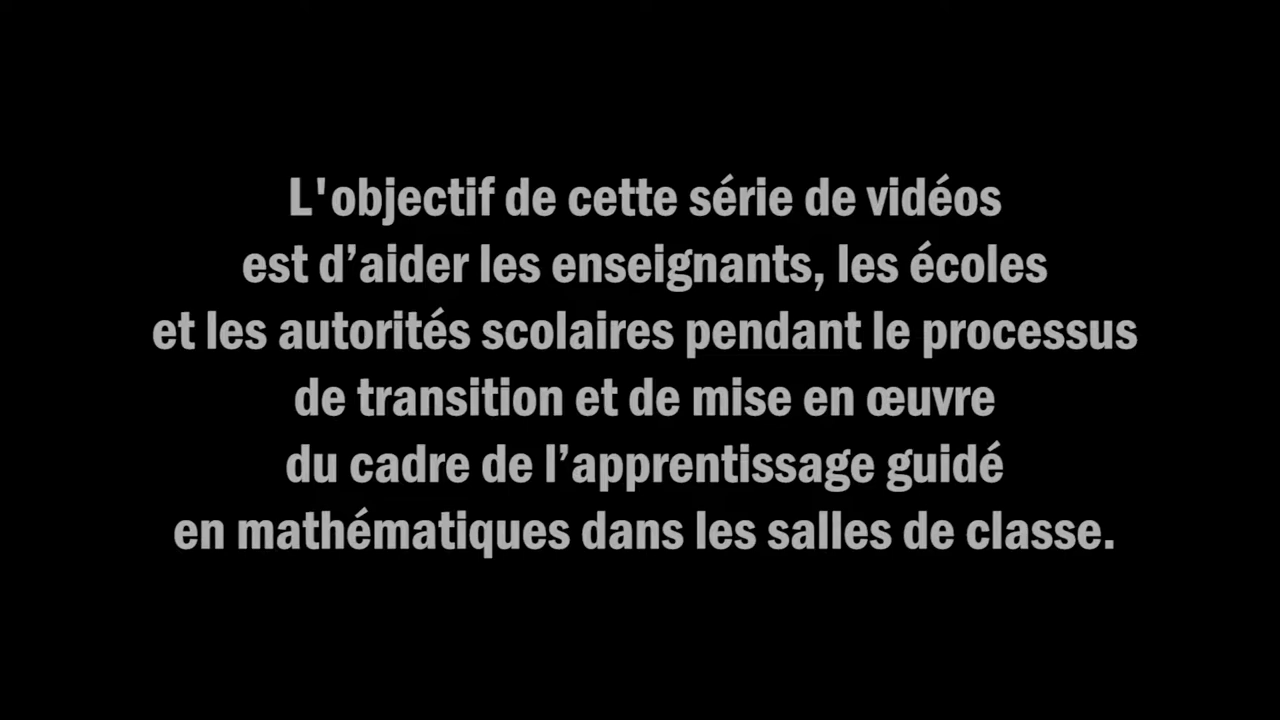 L'objectif de cette série de vidéos
est d’aider les enseignants, les écoles
et les autorités scolaires pendant le processus
de transition et de mise en œuvre
du cadre de l’apprentissage guidé
en mathématiques dans les salles de classe.